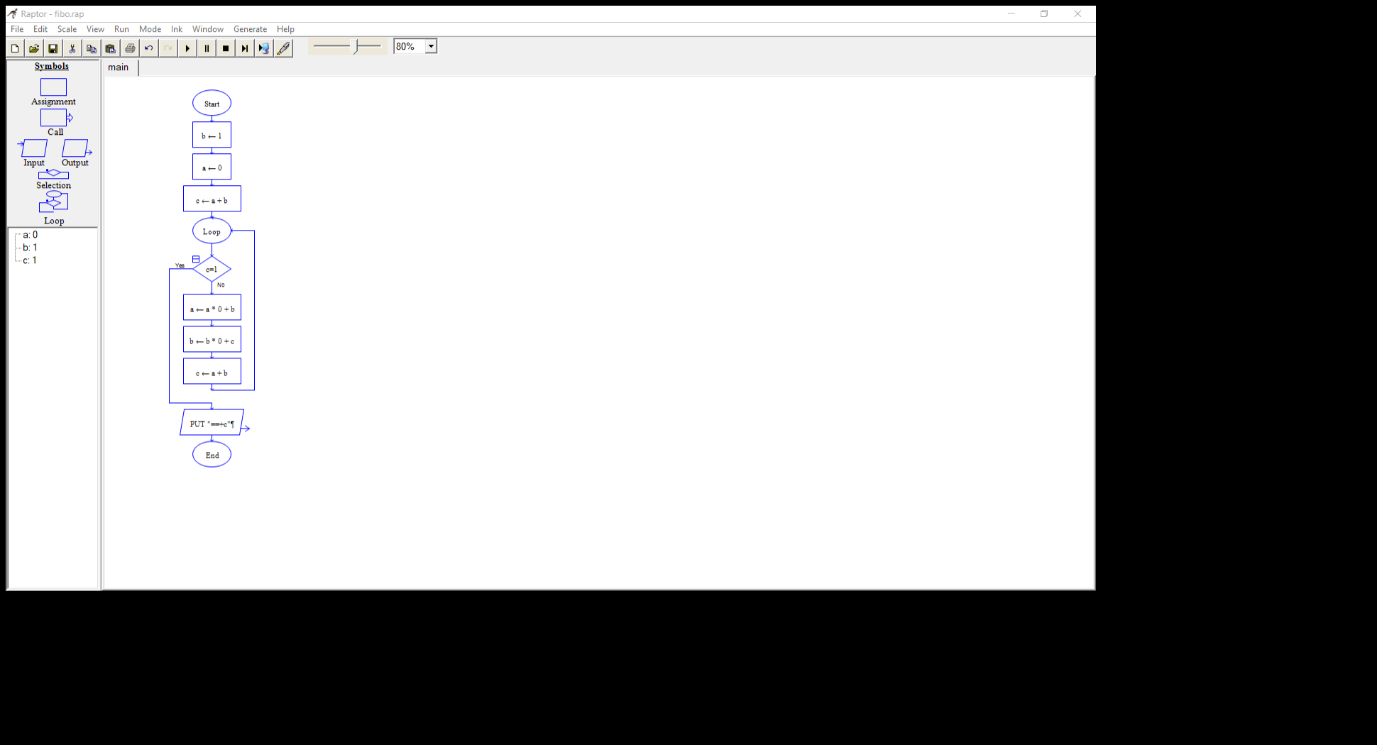 Raptor - fibo.rap
File Edit Scale View Run Mode Ink Window Generate Help
80%
Symbols
Assignment
Call
Input Output
Selection
Loop
a: 0
b: 1
c: 1
main
Start
b ← 1
a ← 0
c ← a + b
Loop
Yes
c=1
No
a ← a * 0 + b
b ← b * 0 + c
c ← a + b
PUT "==+c"¶
End